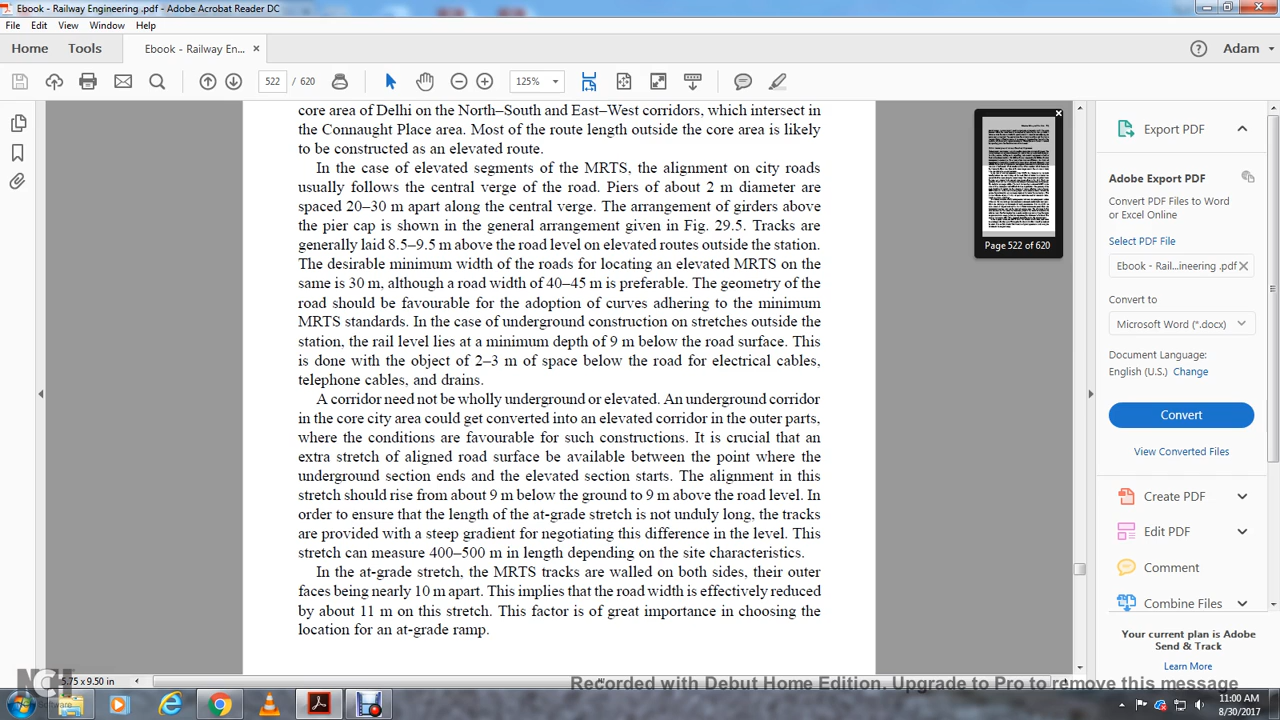 Ebook - Railway Engineering .pdf - Adobe Acrobat Reader DC
File Edit View Window Help
Home Tools Ebook - Railway En... × Adam
522 / 620 125%
core area of Delhi on the North–South and East–West corridors, which intersect in
the Connaught Place area. Most of the route length outside the core area is likely
to be constructed as an elevated route.
In the case of elevated segments of the MRTS, the alignment on city roads
usually follows the central verge of the road. Piers of about 2 m diameter are
spaced 20–30 m apart along the central verge. The arrangement of girders above
the pier cap is shown in the general arrangement given in Fig. 29.5. Tracks are
generally laid 8.5–9.5 m above the road level on elevated routes outside the station.
The desirable minimum width of the roads for locating an elevated MRTS on the
same is 30 m, although a road width of 40–45 m is preferable. The geometry of the
road should be favourable for the adoption of curves adhering to the minimum
MRTS standards. In the case of underground construction on stretches outside the
station, the rail level lies at a minimum depth of 9 m below the road surface. This
is done with the object of 2–3 m of space below the road for electrical cables,
telephone cables, and drains.
A corridor need not be wholly underground or elevated. An underground corridor
in the core city area could get converted into an elevated corridor in the outer parts,
where the conditions are favourable for such constructions. It is crucial that an
extra stretch of aligned road surface be available between the point where the
underground section ends and the elevated section starts. The alignment in this
stretch should rise from about 9 m below the ground to 9 m above the road level. In
order to ensure that the length of the at-grade stretch is not unduly long, the tracks
are provided with a steep gradient for negotiating this difference in the level. This
stretch can measure 400–500 m in length depending on the site characteristics.
In the at-grade stretch, the MRTS tracks are walled on both sides, their outer
faces being nearly 10 m apart. This implies that the road width is effectively reduced
by about 11 m on this stretch. This factor is of great importance in choosing the
location for an at-grade ramp.
Page 522 of 620
Export PDF
Adobe Export PDF
Convert PDF Files to Word
or Excel Online
Select PDF File
Ebook - Rail...ineering .pdf
Convert to
Microsoft Word (*.docx)
Document Language:
English (U.S.) Change
Convert
View Converted Files
Create PDF
Edit PDF
Comment
Combine Files
Your current plan is Adobe
Send & Track
Learn More
5.75 x 9.50 in
NCH
Software
Recorded with Debut Home Edition. Upgrade to Pro to remove this message
11:00 AM
8/30/2017